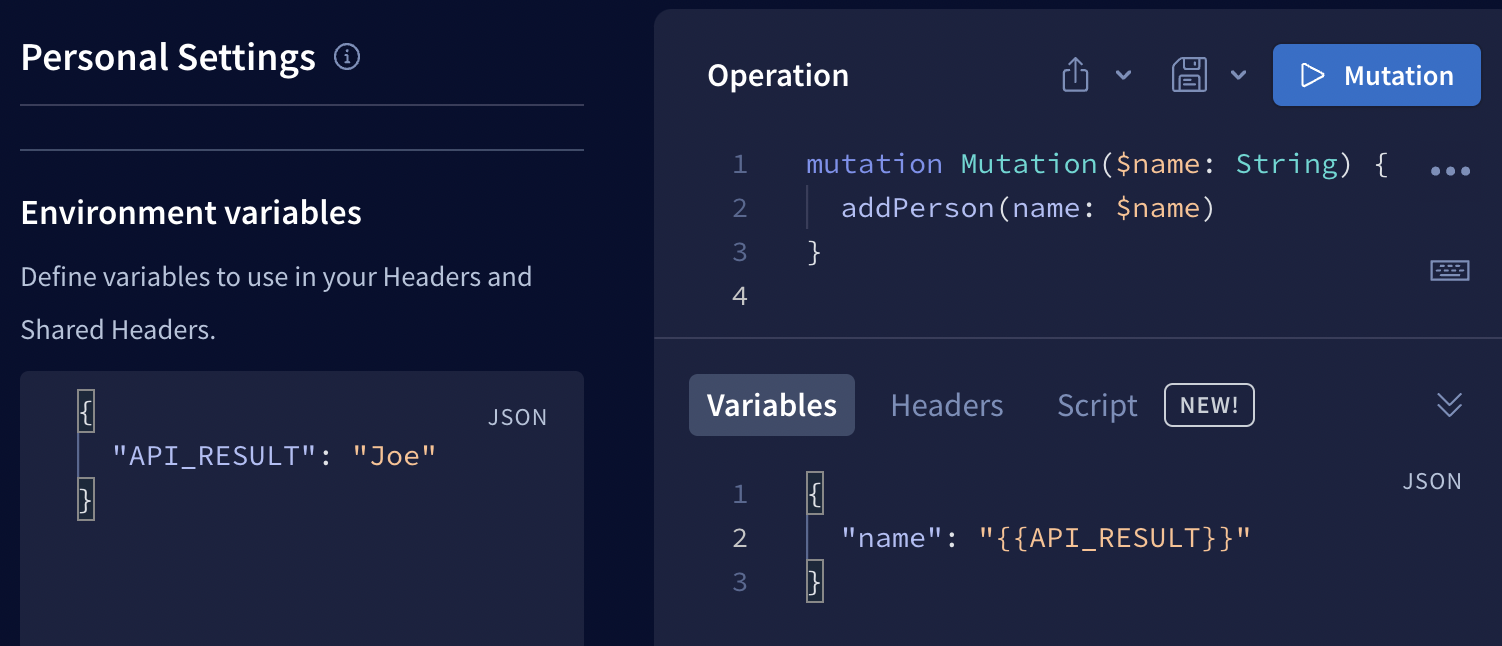 Personal Settings
Environment variables
Define variables to use in your Headers and
Shared Headers.
JSON
{
"API_RESULT": "Joe"
}
Operation
Mutation
1 mutation Mutation($name: String) {
2 addPerson(name: $name)
3 }
4
Variables Headers Script NEW!
JSON
1 {
2 "name": "{{API_RESULT}}"
3 }